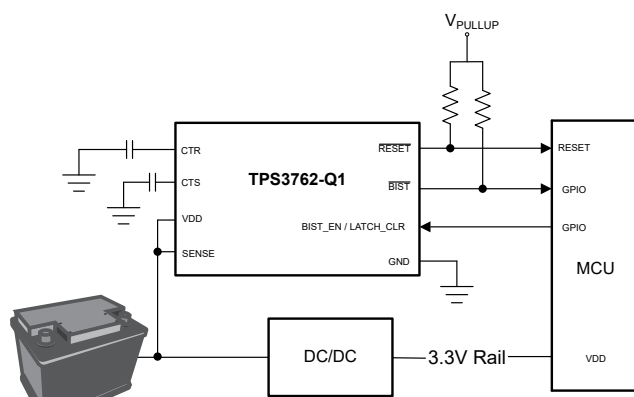 VPULLUP
CTR
RESET
RESET
CTS
TPS3762-Q1
BIST
GPIO
VDD
BIST_EN / LATCH_CLR
GPIO
SENSE
GND
MCU
DC/DC
3.3V Rail
VDD